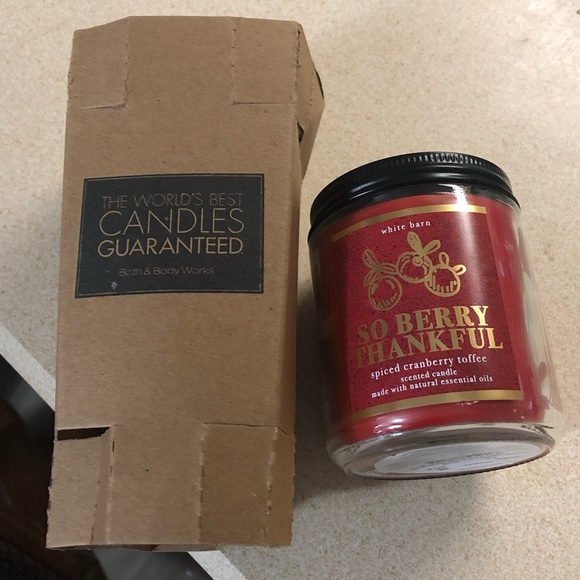 THE WORLD'S BEST
CANDLES
GUARANTEED
Bath & Body Works
white barn
SO BERRY
THANKFUL
spiced cranberry toffee
scented candle
made with natural essential oils